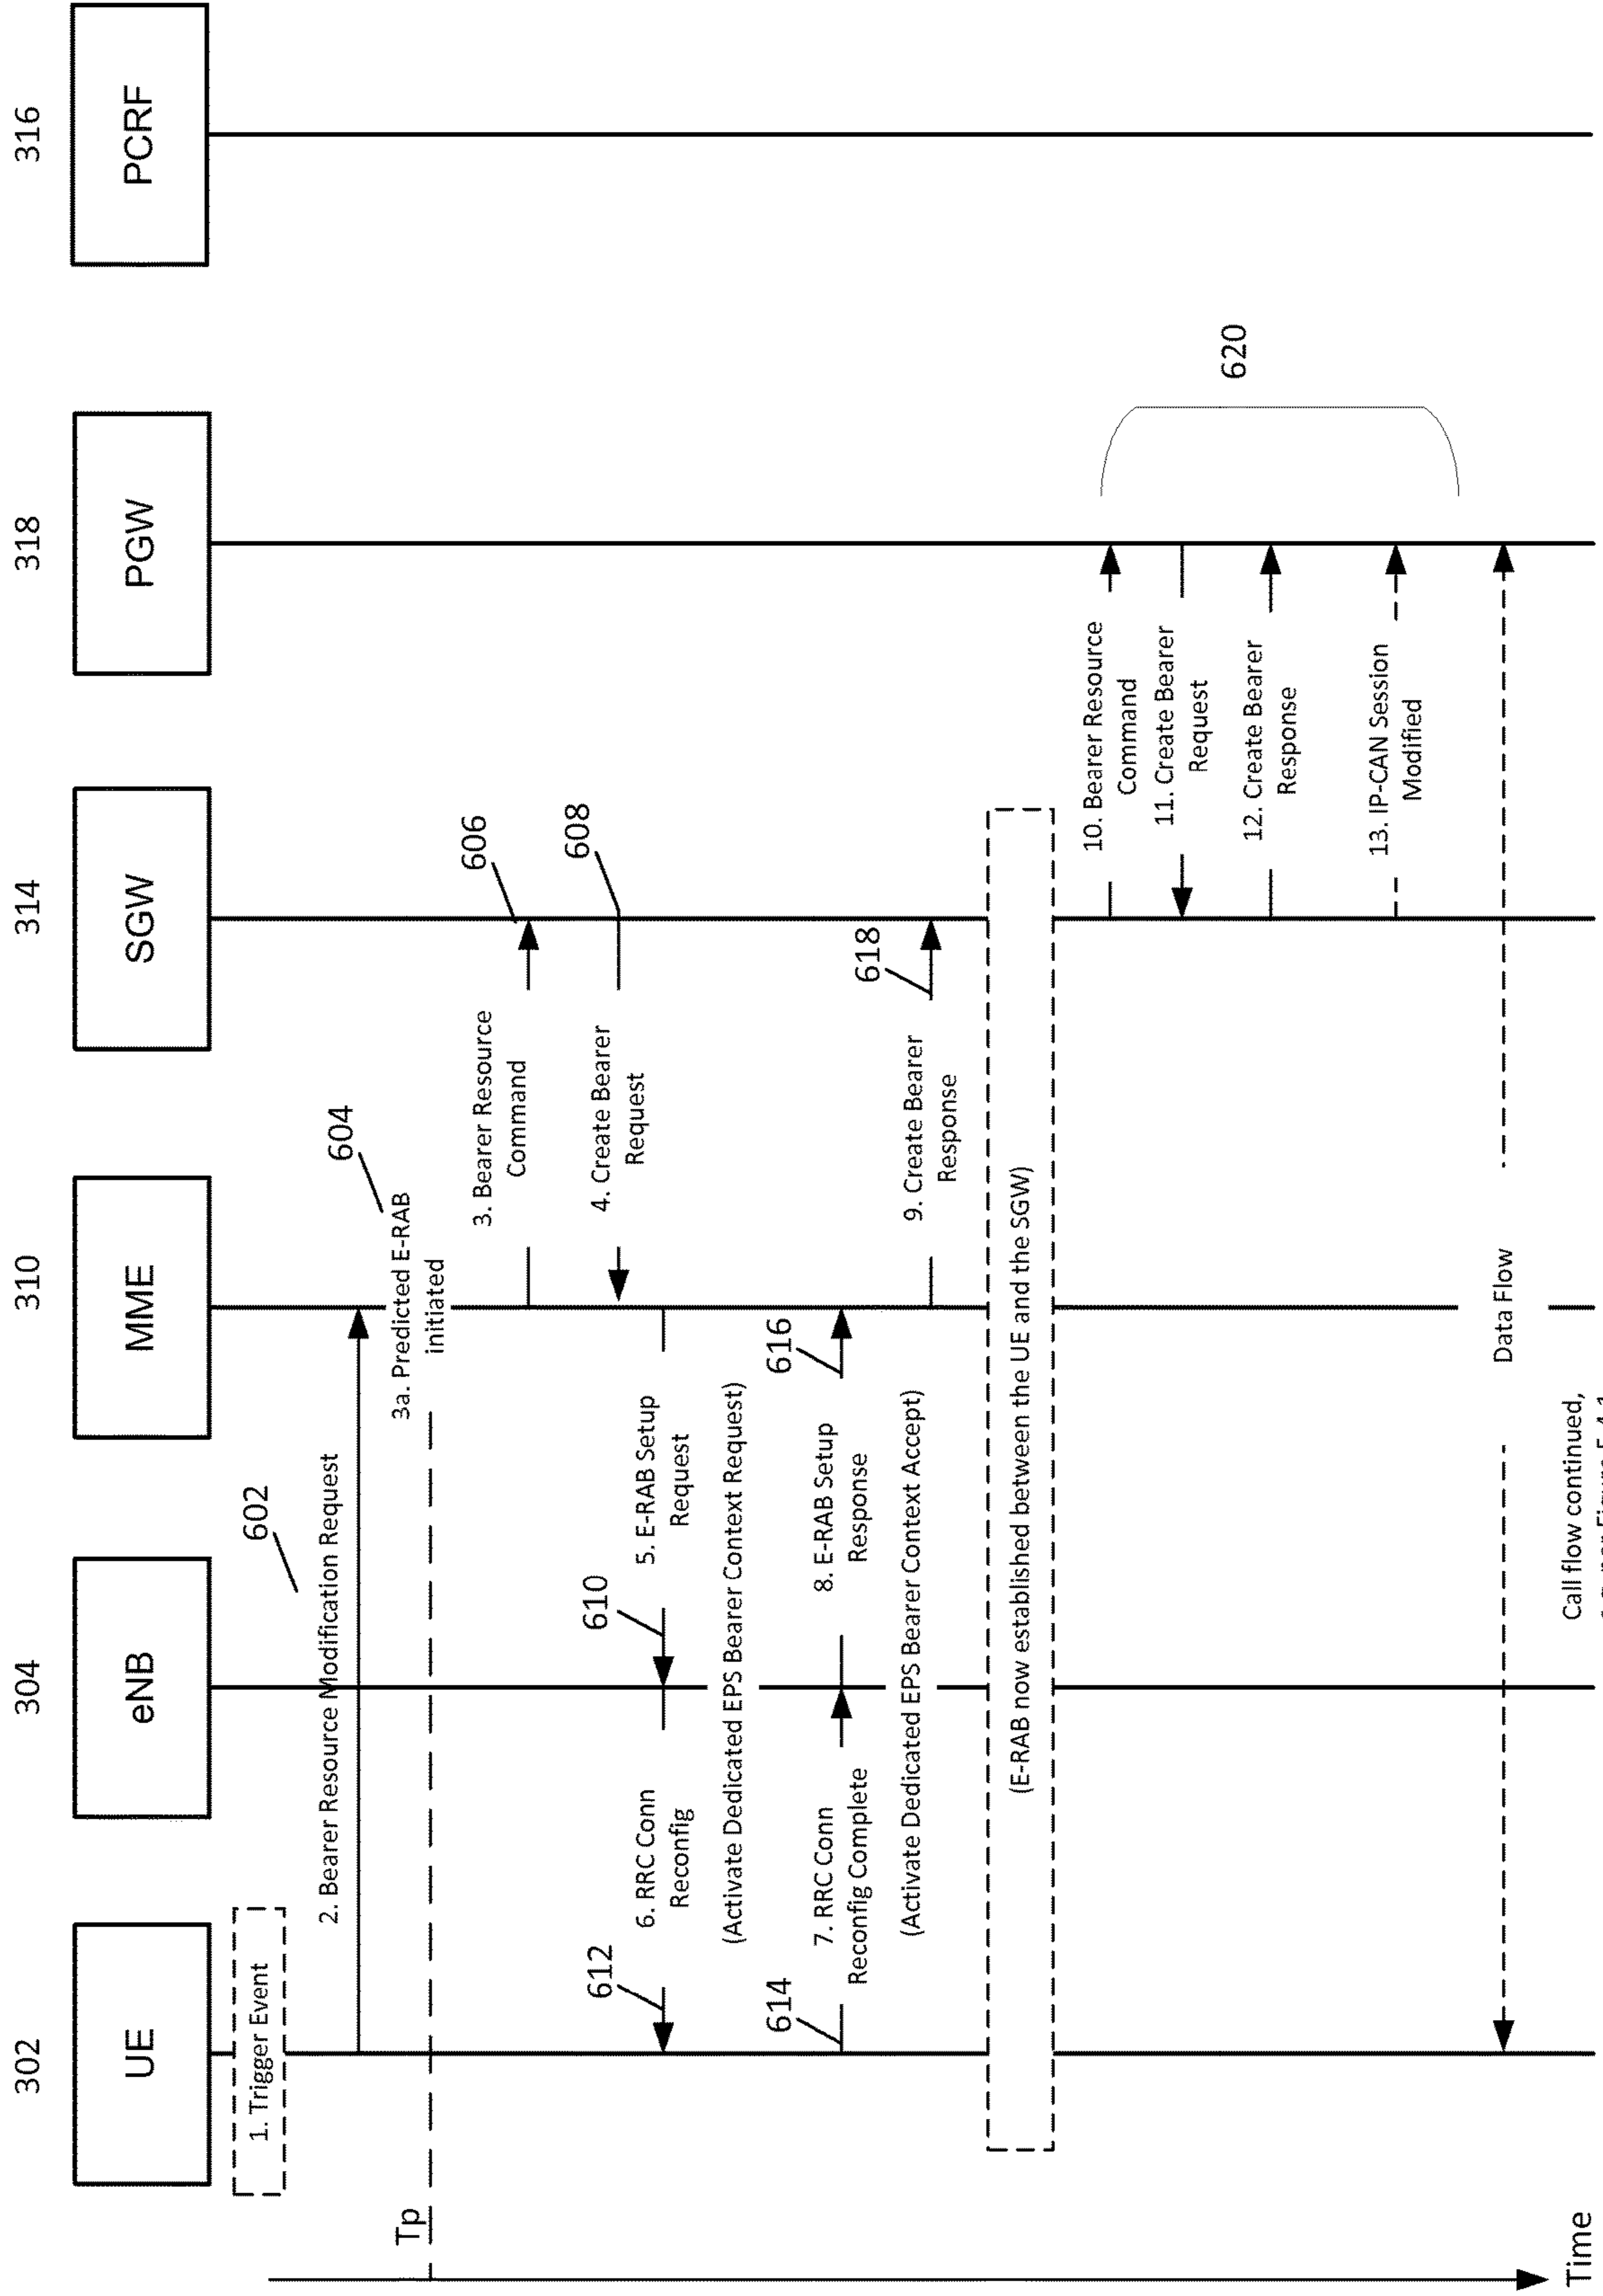 302
304
310
314
318
316
UE
eNB
MME
SGW
PGW
PCRF
1. Trigger Event
602
2. Bearer Resource Modification Request
604
Tp
3a. Predicted E-RAB
initiated
606
3. Bearer Resource
Command
608
4. Create Bearer
Request
610
5. E-RAB Setup
Request
612
6. RRC Conn
Reconfig
(Activate Dedicated EPS Bearer Context Request)
614
7. RRC Conn
Reconfig Complete
616
8. E-RAB Setup
Response
(Activate Dedicated EPS Bearer Context Accept)
618
9. Create Bearer
Response
(E-RAB now established between the UE and the SGW)
10. Bearer Resource
Command
11. Create Bearer
Request
12. Create Bearer
Response
13. IP-CAN Session
Modified
620
Data Flow
Call flow continued,
Time